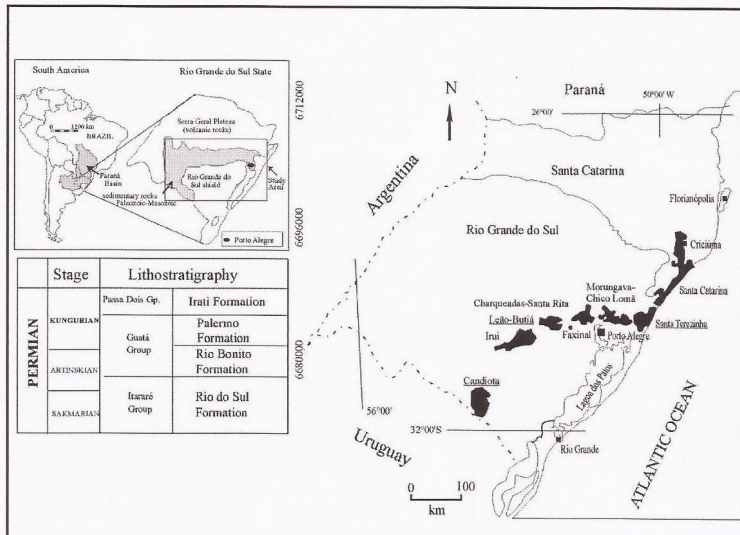 South America
Rio Grande do Sul State
0 1200 km
BRAZIL
Serra Geral Plateau
(volcanic rocks)
Paraná
Basin
sedimentary rocks
Paleozoic-Mesozoic
Rio Grande do
Sul shield
Study
Area
Porto Alegre
6712000
6696000
6680000
PERMIAN
Stage
Lithostratigraphy
KUNGURIAN
ARTINSKIAN
SAKMARIAN
Passa Dois Gp.
Irati Formation
Guatá
Group
Palermo
Formation
Rio Bonito
Formation
Itararé
Group
Rio do Sul
Formation
N
Paraná
50°00' W
26°00'
Argentina
Santa Catarina
Florianópolis
Rio Grande do Sul
Criciúma
Santa Catarina
Morungava-
Chico Lomã
Charqueadas-Santa Rita
Leão-Butiá
Santa Terezinha
Irui
Faxinal
Porto Alegre
Candiota
Lagoa dos Patos
56°00'
32°00'S
Uruguay
Rio Grande
ATLANTIC OCEAN
0 100
km